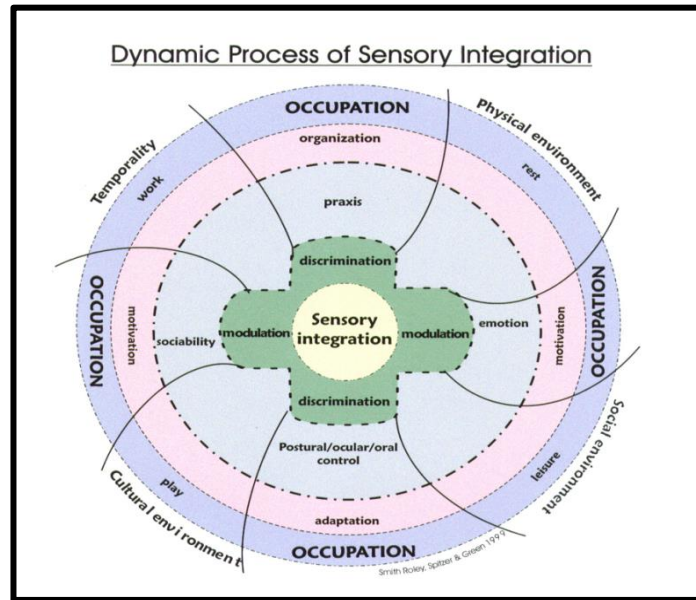 Dynamic Process of Sensory Integration
OCCUPATION
Physical environment
Temporality
organization
work
rest
praxis
discrimination
OCCUPATION
motivation
sociability
modulation
Sensory
integration
modulation
emotion
motivation
OCCUPATION
discrimination
Postural/ocular/oral
control
Social environment
leisure
play
Cultural environment
adaptation
OCCUPATION
Smith Roley, Spitzer & Green 1999